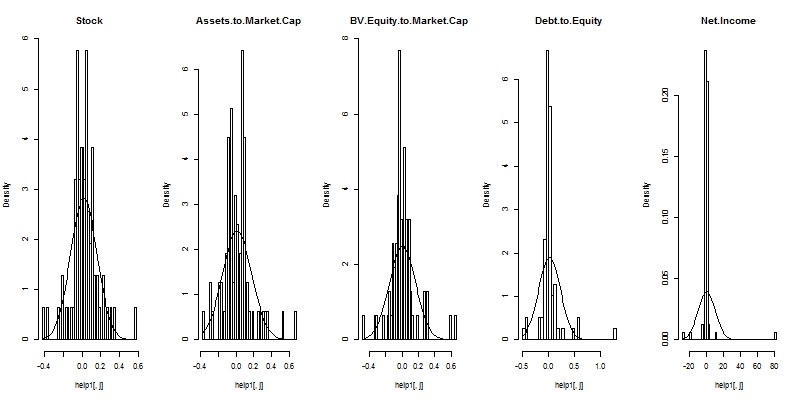 Stock
Density
0 1 2 3 4 5 6
-0.4 0.0 0.2 0.4 0.6
help1[, j]
Assets.to.Market.Cap
Density
0 1 2 3 4 5 6
-0.4 0.0 0.2 0.4 0.6
help1[, j]
BV.Equity.to.Market.Cap
Density
2 4 6 8
-0.4 0.0 0.2 0.4 0.6
help1[, j]
Debt.to.Equity
Density
0 1 2 3 4 5 6
-0.5 0.0 0.5 1.0
help1[, j]
Net.Income
Density
0.00 0.05 0.10 0.15 0.20
-20 0 20 40 60 80
help1[, j]